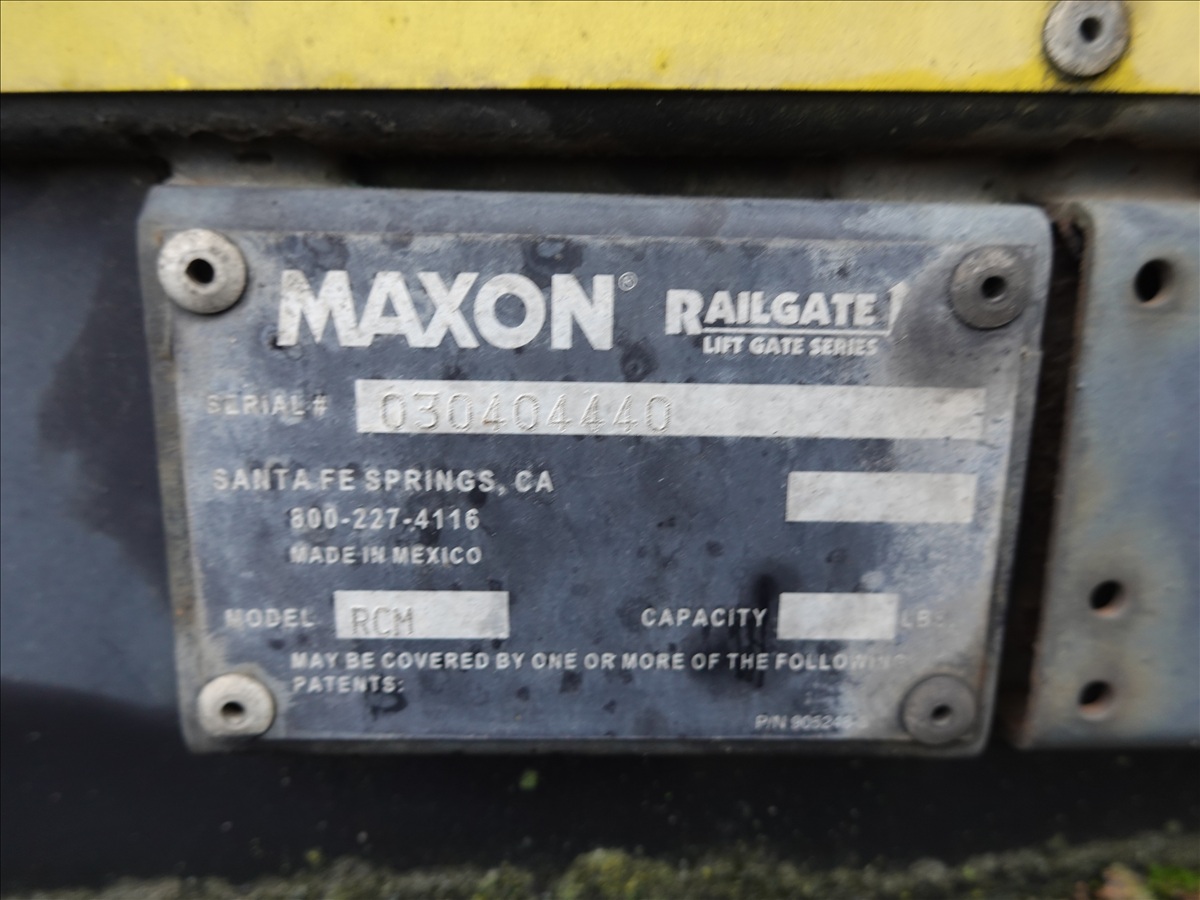 MAXON® RAILGATE
LIFT GATE SERIES
SERIAL # 030404440
SANTA FE SPRINGS, CA
800-227-4116
MADE IN MEXICO
MODEL RCM CAPACITY LBS
MAY BE COVERED BY ONE OR MORE OF THE FOLLOWING
PATENTS:
P/N